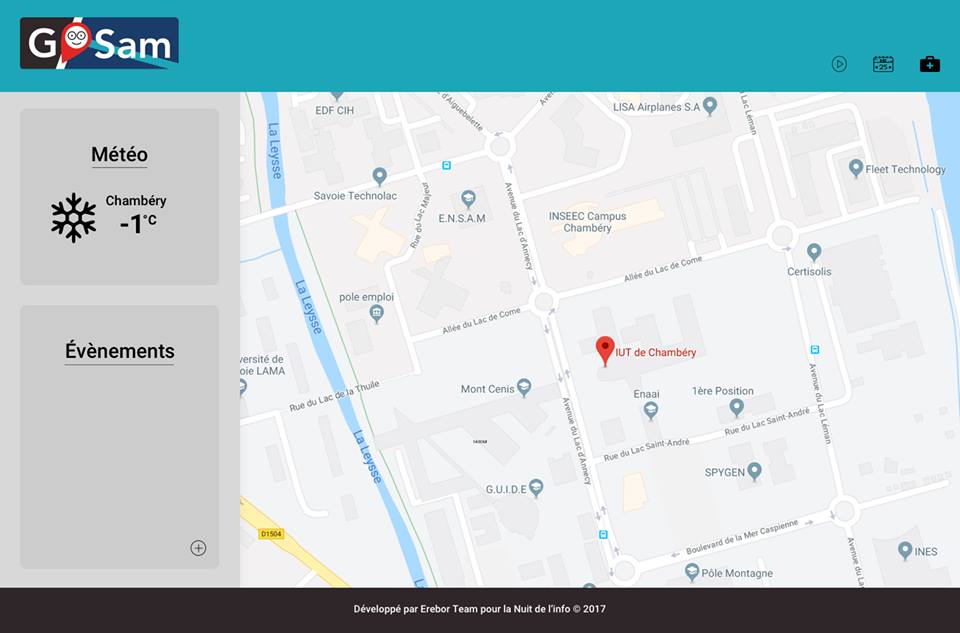 GoSam
25
Météo
Chambéry
-1°C
Évènements
La Leysse
EDF CIH
d'Aiguebelette
Ave
LISA Airplanes S.A
u Lac Léman
Savoie Technolac
Rue du Lac Majeur
E.N.S.A.M
Avenue du Lac d'Annecy
INSEEC Campus
Chambéry
Fleet Technology
Allée du Lac de Come
Certisolis
La Leysse
pole emploi
Allée du Lac de Come
IUT de Chambéry
versité de
oie LAMA
Rue du Lac de la Thuile
Mont Cenis
Enaai
1ère Position
Avenue du Lac d'Annecy
Avenue du Lac Léman
Rue du Lac Saint-André
Rue du Lac Saint-André
La Leysse
SPYGEN
G.U.I.D.E
D1504
Boulevard de la Mer Caspienne
Avenue du L
INES
Pôle Montagne
La
Développé par Erebor Team pour la Nuit de l'info © 2017